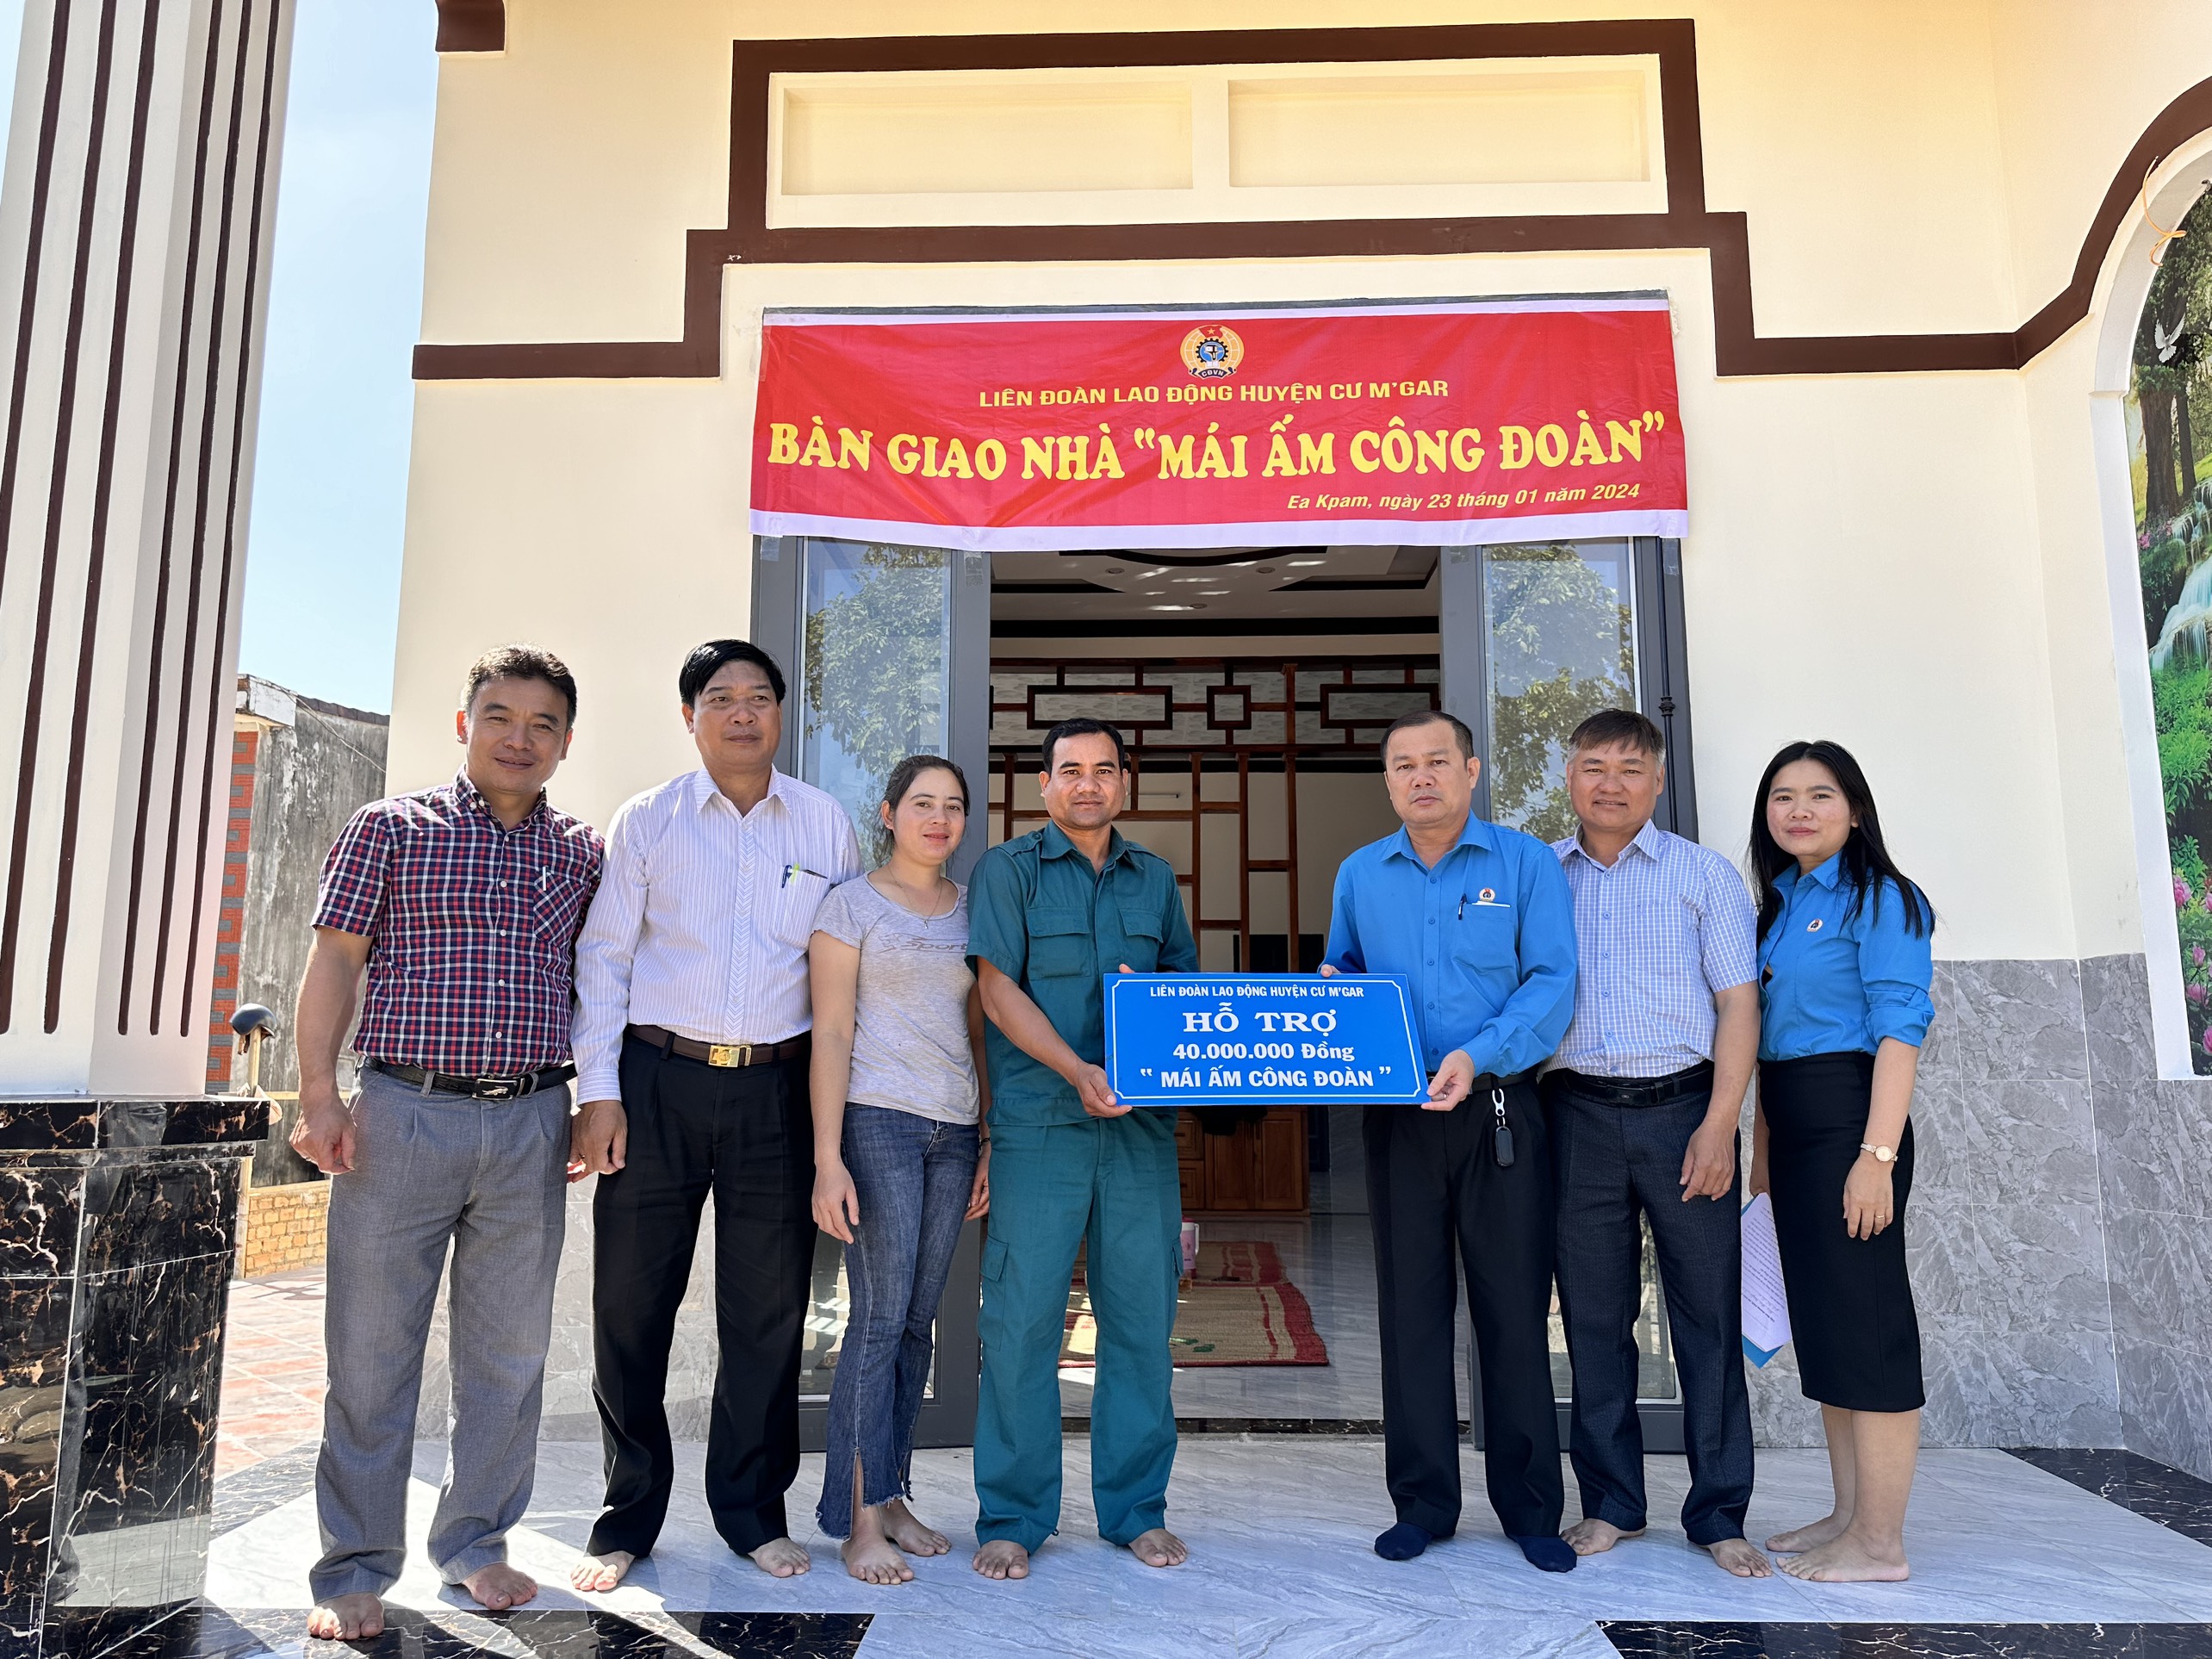 CĐVN
LIÊN ĐOÀN LAO ĐỘNG HUYỆN CƯ M'GAR
BÀN GIAO NHÀ "MÁI ẤM CÔNG ĐOÀN"
Ea Kpam, ngày 23 tháng 01 năm 2024
Sport
LIÊN ĐOÀN LAO ĐỘNG HUYỆN CƯ M'GAR
HỖ TRỢ
40.000.000 Đồng
" MÁI ẤM CÔNG ĐOÀN "